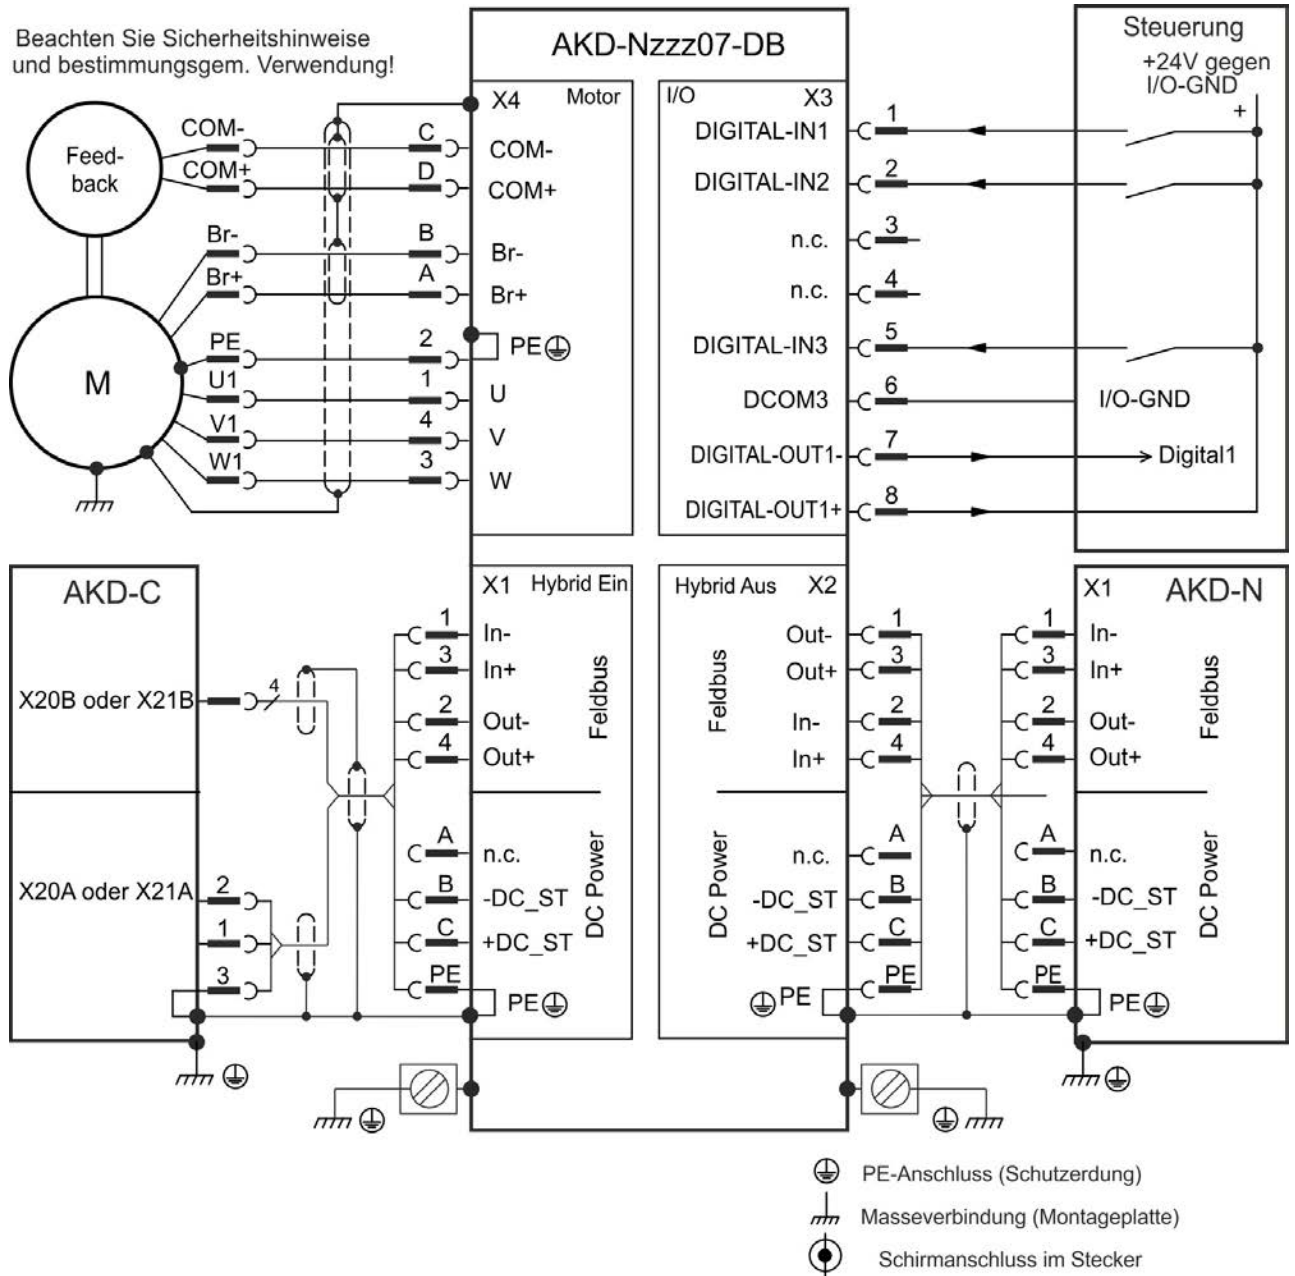 Beachten Sie Sicherheitshinweise
und bestimmungsgem. Verwendung!
AKD-Nzzz07-DB
Steuerung
+24V gegen
I/O-GND
+
Feed-
back
M
COM-
COM+
Br-
Br+
PE
U1
V1
W1
C
D
B
A
2
1
4
3
X4 Motor
COM-
COM+
Br-
Br+
PE
U
V
W
I/O X3
DIGITAL-IN1 1
DIGITAL-IN2 2
n.c. 3
n.c. 4
DIGITAL-IN3 5
DCOM3 6 I/O-GND
DIGITAL-OUT1- 7 Digital1
DIGITAL-OUT1+ 8
AKD-C
X20B oder X21B 4
X20A oder X21A 2
1
3
X1 Hybrid Ein
1 In-
3 In+
2 Out-
4 Out+
Feldbus
A n.c.
B -DC_ST
C +DC_ST
PE PE
DC Power
Hybrid Aus X2
Out- 1
Out+ 3
In- 2
In+ 4
Feldbus
n.c. A
-DC_ST B
+DC_ST C
PE PE
DC Power
X1 AKD-N
1 In-
3 In+
2 Out-
4 Out+
Feldbus
A n.c.
B -DC_ST
C +DC_ST
PE PE
DC Power
PE-Anschluss (Schutzerdung)
Masseverbindung (Montageplatte)
Schirmanschluss im Stecker